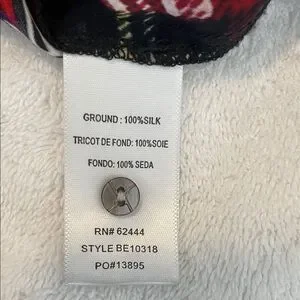 GROUND : 100%SILK
TRICOT DE FOND: 100%SOIE
FONDO: 100% SEDA
RN# 62444
STYLE BE10318
PO#13895